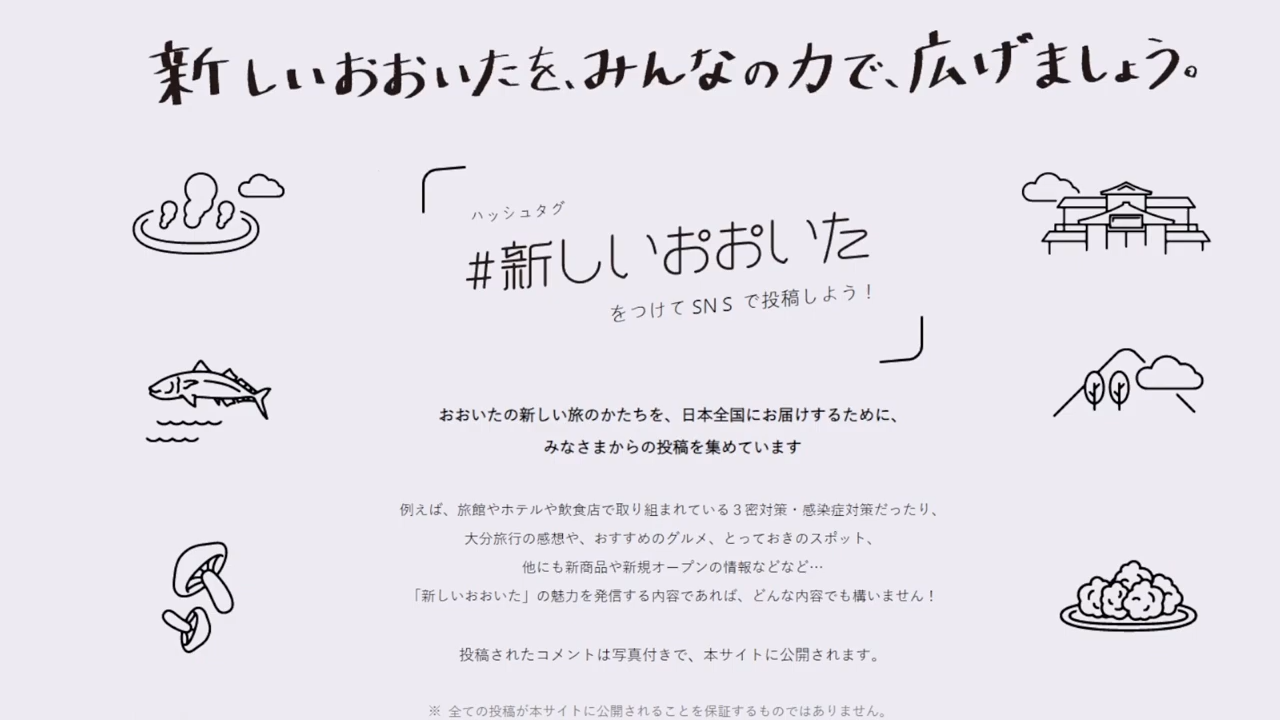 新しいおおいたを、みんなの力で、広げましょう。
ハッシュタグ
#新しいおおいた
をつけて SNS で投稿しよう！
おおいたの新しい旅のかたちを、日本全国にお届けするために、
みなさまからの投稿を集めています
例えば、旅館やホテルや飲食店で取り組まれている３密対策・感染症対策だったり、
大分旅行の感想や、おすすめのグルメ、とっておきのスポット、
他にも新商品や新規オープンの情報などなど…
「新しいおおいた」の魅力を発信する内容であれば、どんな内容でも構いません！
投稿されたコメントは写真付きで、本サイトに公開されます。
※ 全ての投稿が本サイトに公開されることを保証するものではありません。